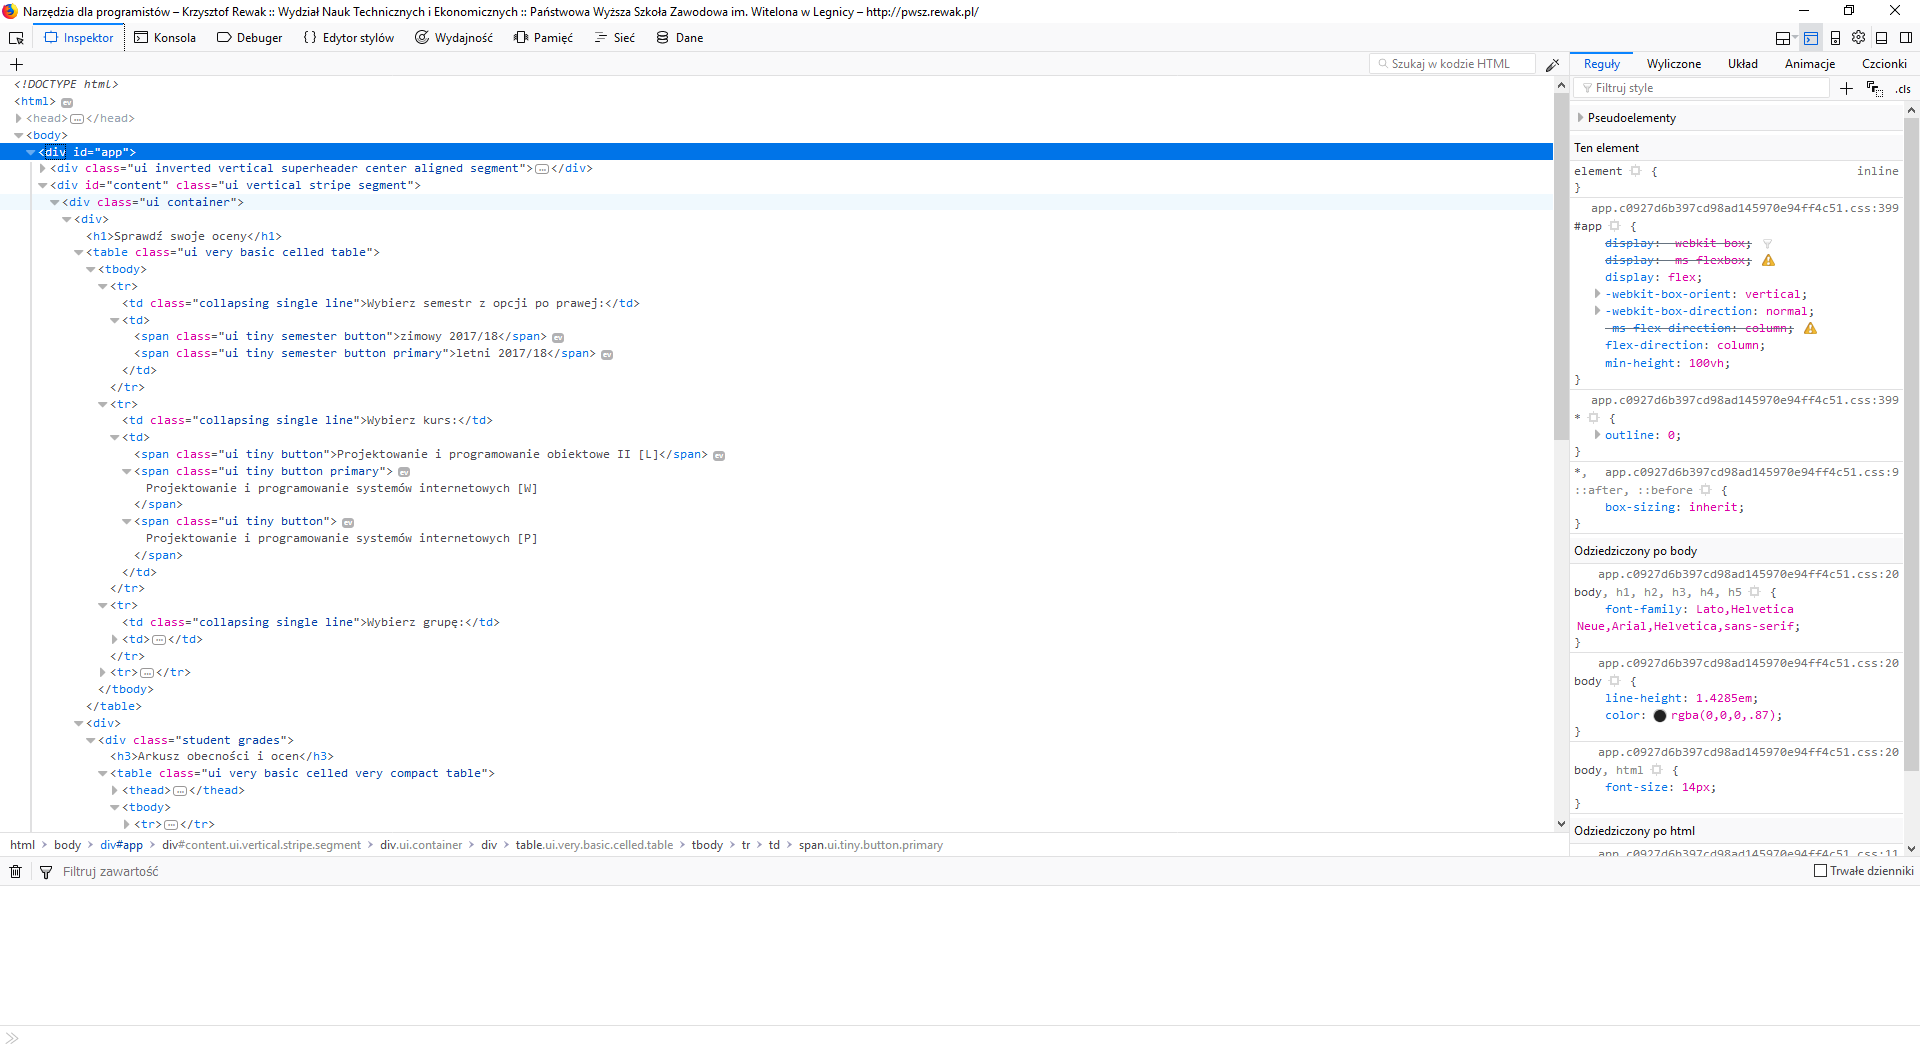 Narzędzia dla programistów – Krzysztof Rewak :: Wydział Nauk Technicznych i Ekonomicznych :: Państwowa Wyższa Szkoła Zawodowa im. Witelona w Legnicy – http://pwsz.rewak.pl/
Inspektor Konsola Debuger {} Edytor stylów Wydajność Pamięć Sieć Dane
Szukaj w kodzie HTML
<!DOCTYPE html>
<html> ev
<head>…</head>
<body>
<div id="app">
<div class="ui inverted vertical superheader center aligned segment">…</div>
<div id="content" class="ui vertical stripe segment">
<div class="ui container">
<div>
<h1>Sprawdź swoje oceny</h1>
<table class="ui very basic celled table">
<tbody>
<tr>
<td class="collapsing single line">Wybierz semestr z opcji po prawej:</td>
<td>
<span class="ui tiny semester button">zimowy 2017/18</span> ev
<span class="ui tiny semester button primary">letni 2017/18</span> ev
</td>
</tr>
<tr>
<td class="collapsing single line">Wybierz kurs:</td>
<td>
<span class="ui tiny button">Projektowanie i programowanie obiektowe II [L]</span> ev
<span class="ui tiny button primary"> ev
Projektowanie i programowanie systemów internetowych [W]
</span>
<span class="ui tiny button"> ev
Projektowanie i programowanie systemów internetowych [P]
</span>
</td>
</tr>
<tr>
<td class="collapsing single line">Wybierz grupę:</td>
<td>…</td>
</tr>
<tr>…</tr>
</tbody>
</table>
<div>
<div class="student grades">
<h3>Arkusz obecności i ocen</h3>
<table class="ui very basic celled very compact table">
<thead>…</thead>
<tbody>
<tr>…</tr>
html > body > div#app > div#content.ui.vertical.stripe.segment > div.ui.container > div > table.ui.very.basic.celled.table > tbody > tr > td > span.ui.tiny.button.primary
Reguły Wyliczone Układ Animacje Czcionki
Filtruj style + .cls
Pseudoelementy
Ten element
element { inline
}
app.c0927d6b397cd98ad145970e94ff4c51.css:399
#app {
display: -webkit-box;
display: -ms-flexbox;
display: flex;
-webkit-box-orient: vertical;
-webkit-box-direction: normal;
-ms-flex-direction: column;
flex-direction: column;
min-height: 100vh;
}
app.c0927d6b397cd98ad145970e94ff4c51.css:399
* {
outline: 0;
}
*, app.c0927d6b397cd98ad145970e94ff4c51.css:9
::after, ::before {
box-sizing: inherit;
}
Odziedziczony po body
app.c0927d6b397cd98ad145970e94ff4c51.css:20
body, h1, h2, h3, h4, h5 {
font-family: Lato,Helvetica
Neue,Arial,Helvetica,sans-serif;
}
app.c0927d6b397cd98ad145970e94ff4c51.css:20
body {
line-height: 1.4285em;
color: rgba(0,0,0,.87);
}
app.c0927d6b397cd98ad145970e94ff4c51.css:20
body, html {
font-size: 14px;
}
Odziedziczony po html
app.c0927d6b397cd98ad145970e94ff4c51.css:11
Filtruj zawartość
Trwałe dzienniki